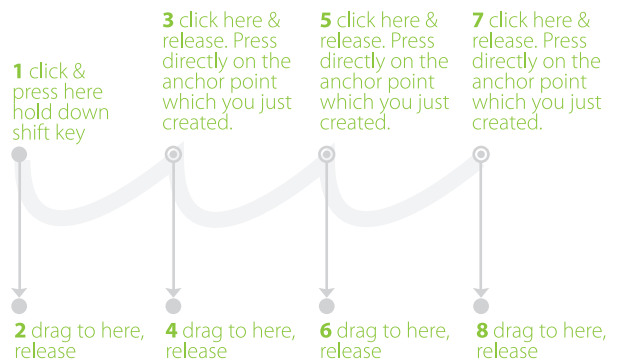 1 click &
press here
hold down
shift key
3 click here &
release. Press
directly on the
anchor point
which you just
created.
5 click here &
release. Press
directly on the
anchor point
which you just
created.
7 click here &
release. Press
directly on the
anchor point
which you just
created.
2 drag to here,
release
4 drag to here,
release
6 drag to here,
release
8 drag to here,
release